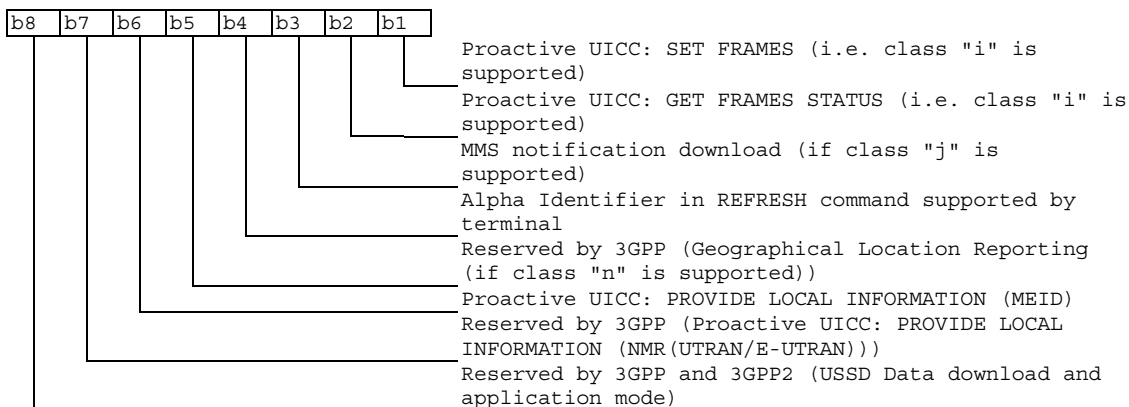 b8 b7 b6 b5 b4 b3 b2 b1
Proactive UICC: SET FRAMES (i.e. class "i" is
supported)
Proactive UICC: GET FRAMES STATUS (i.e. class "i" is
supported)
MMS notification download (if class "j" is
supported)
Alpha Identifier in REFRESH command supported by
terminal
Reserved by 3GPP (Geographical Location Reporting
(if class "n" is supported))
Proactive UICC: PROVIDE LOCAL INFORMATION (MEID)
Reserved by 3GPP (Proactive UICC: PROVIDE LOCAL
INFORMATION (NMR(UTRAN/E-UTRAN)))
Reserved by 3GPP and 3GPP2 (USSD Data download and
application mode)